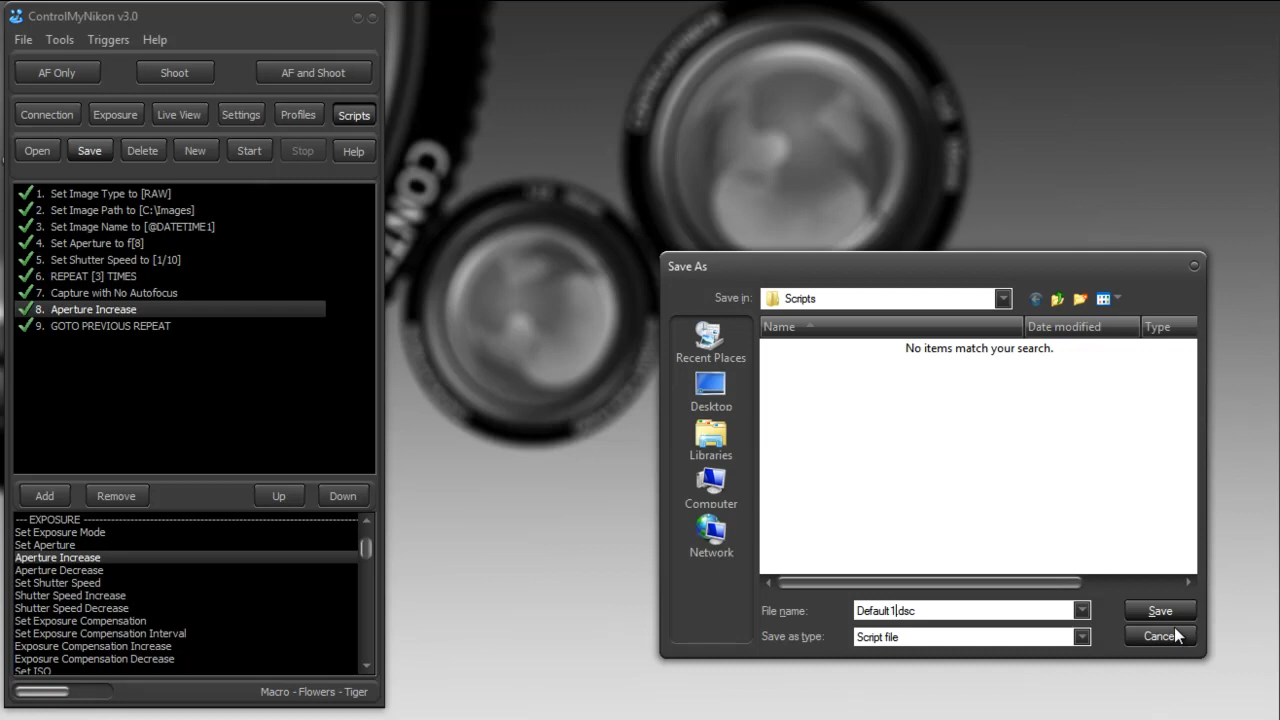 ControlMyNikon v3.0
File Tools Triggers Help
AF Only Shoot AF and Shoot
Connection Exposure Live View Settings Profiles Scripts
Open Save Delete New Start Stop Help
1. Set Image Type to [RAW]
2. Set Image Path to [C:\Images]
3. Set Image Name to [@DATETIME1]
4. Set Aperture to f[8]
5. Set Shutter Speed to [1/10]
6. REPEAT [3] TIMES
7. Capture with No Autofocus
8. Aperture Increase
9. GOTO PREVIOUS REPEAT
Add Remove Up Down
--- EXPOSURE ---
Set Exposure Mode
Set Aperture
Aperture Increase
Aperture Decrease
Set Shutter Speed
Shutter Speed Increase
Shutter Speed Decrease
Set Exposure Compensation
Set Exposure Compensation Interval
Exposure Compensation Increase
Exposure Compensation Decrease
Set ISO
Macro - Flowers - Tiger
CONT
Save As
Save in: Scripts
Name Date modified Type
No items match your search.
Recent Places
Desktop
Libraries
Computer
Network
File name: Default1.dsc Save
Save as type: Script file Cancel